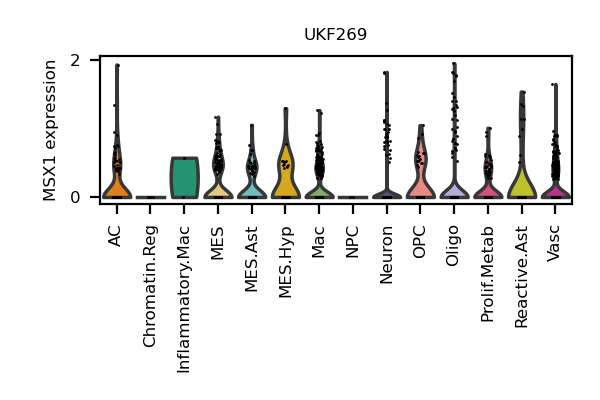 UKF269
MSX1 expression
2
0
AC
Chromatin.Reg
Inflammatory.Mac
MES
MES.Ast
MES.Hyp
Mac
NPC
Neuron
OPC
Oligo
Prolif.Metab
Reactive.Ast
Vasc